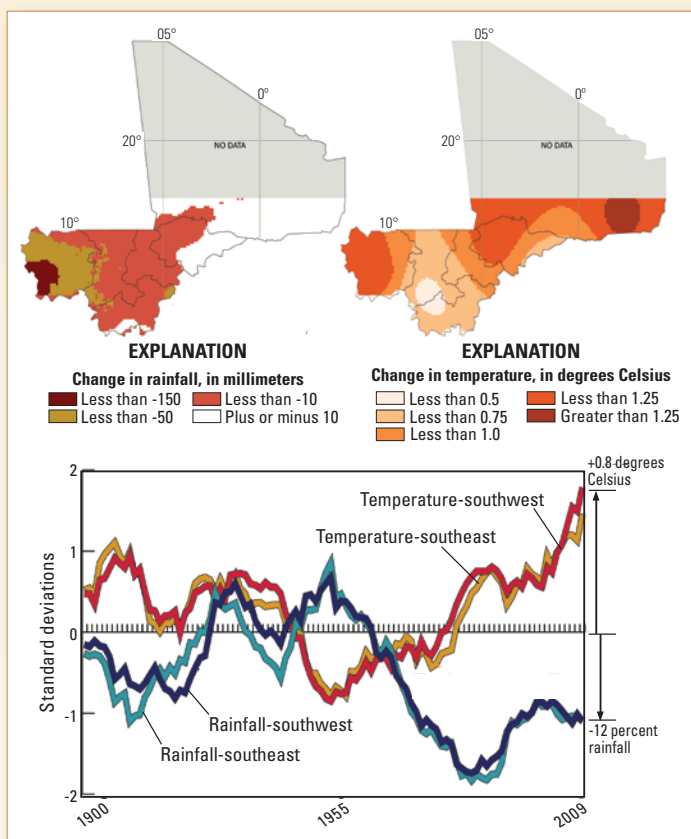 05°
0°
20°
NO DATA
10°
EXPLANATION
Change in rainfall, in millimeters
Less than -150
Less than -10
Less than -50
Plus or minus 10
05°
0°
20°
NO DATA
10°
EXPLANATION
Change in temperature, in degrees Celsius
Less than 0.5
Less than 1.25
Less than 0.75
Greater than 1.25
Less than 1.0
2
1
0
-1
-2
Standard deviations
+0.8 degrees
Celsius
Temperature-southwest
Temperature-southeast
Rainfall-southwest
Rainfall-southeast
-12 percent
rainfall
1900
1955
2009